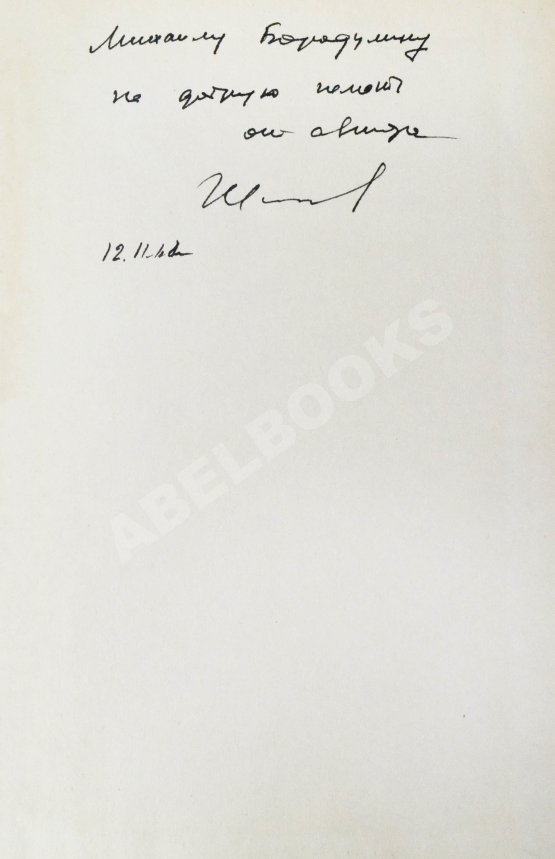 Михаилу Бородулину
на добрую память
от автора
12.11.
ABELBOOKS